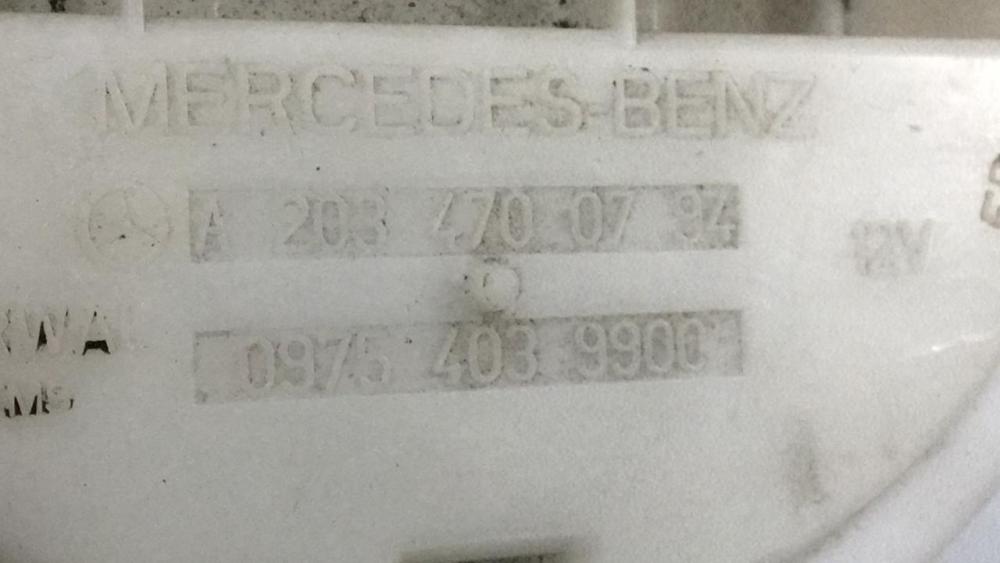 MERCEDES-BENZ
A 203 470 07 94
12V
0975 403 9900